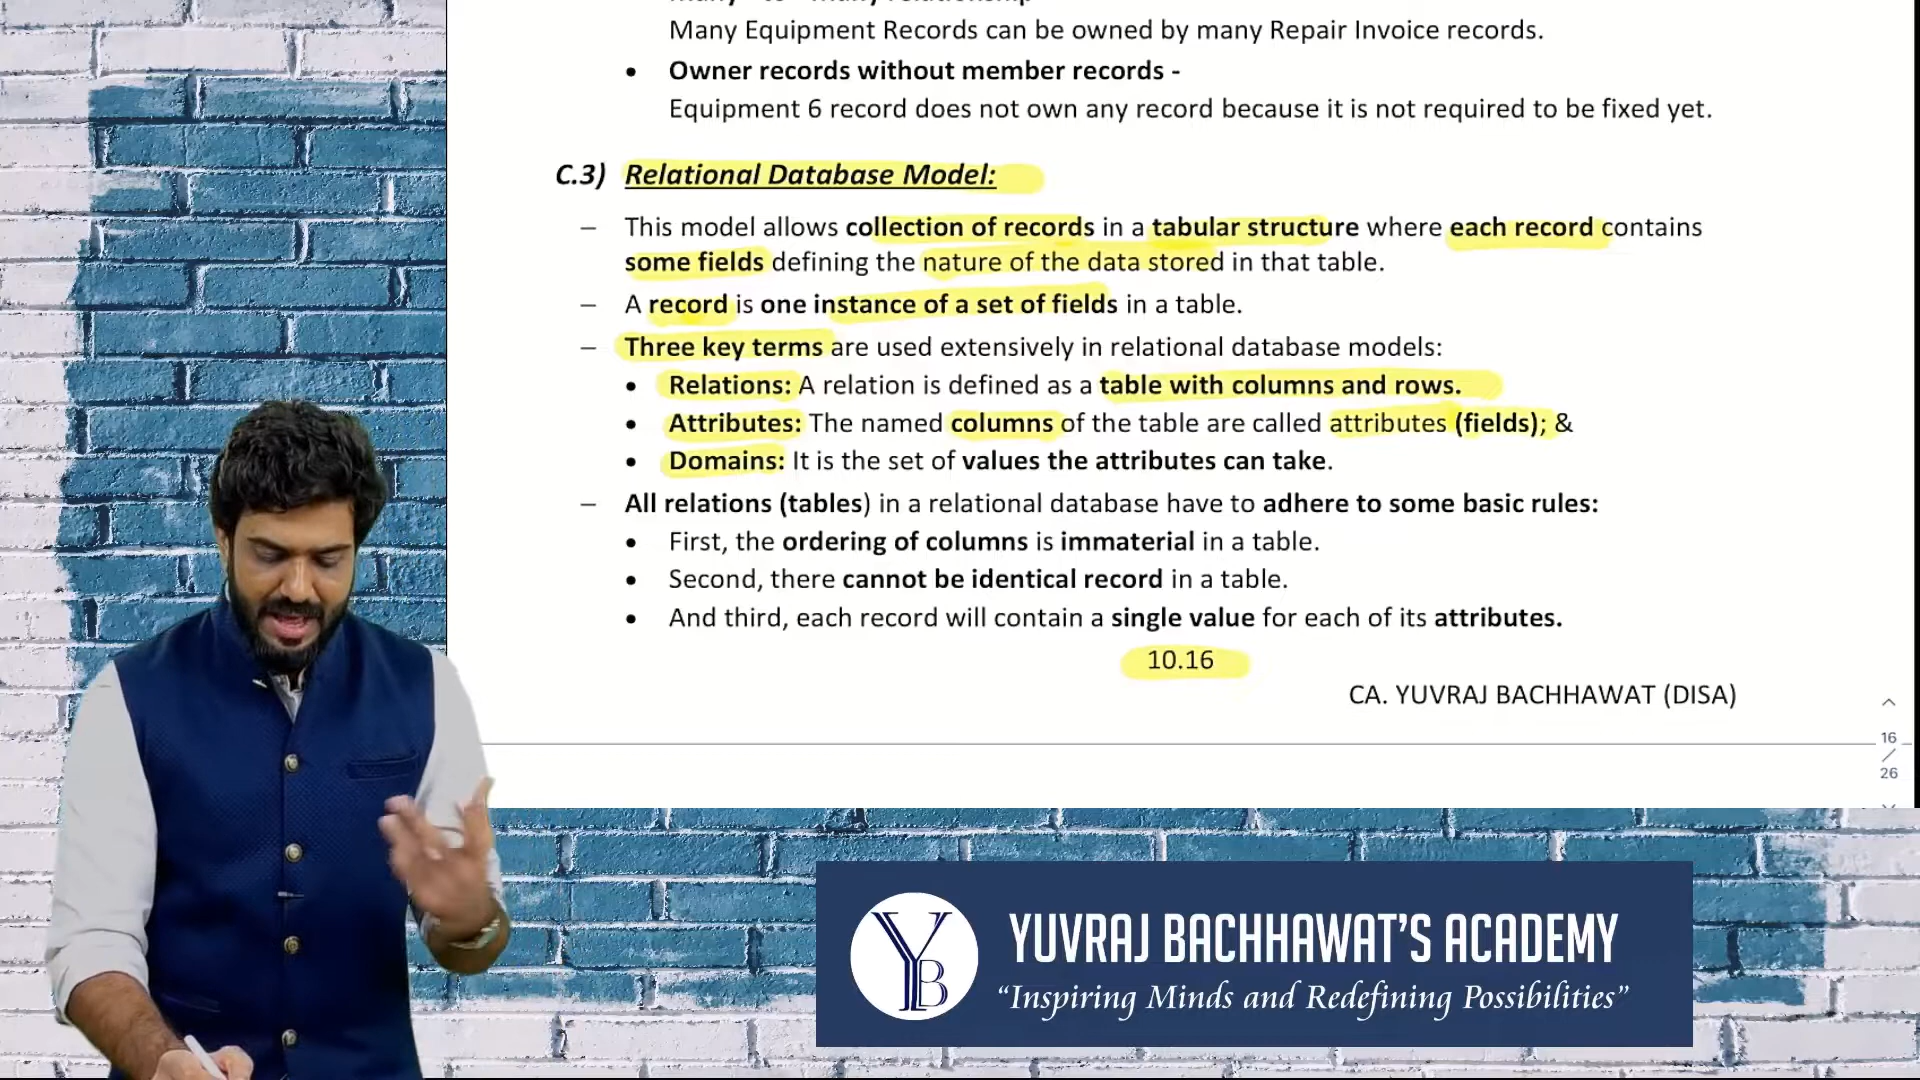 Many Equipment Records can be owned by many Repair Invoice records.
• Owner records without member records -
Equipment 6 record does not own any record because it is not required to be fixed yet.
C.3) Relational Database Model:
– This model allows collection of records in a tabular structure where each record contains
some fields defining the nature of the data stored in that table.
– A record is one instance of a set of fields in a table.
– Three key terms are used extensively in relational database models:
• Relations: A relation is defined as a table with columns and rows.
• Attributes: The named columns of the table are called attributes (fields); &
• Domains: It is the set of values the attributes can take.
– All relations (tables) in a relational database have to adhere to some basic rules:
• First, the ordering of columns is immaterial in a table.
• Second, there cannot be identical record in a table.
• And third, each record will contain a single value for each of its attributes.
10.16
CA. YUVRAJ BACHHAWAT (DISA)
16
/
26
YB
YUVRAJ BACHHAWAT'S ACADEMY
“Inspiring Minds and Redefining Possibilities”